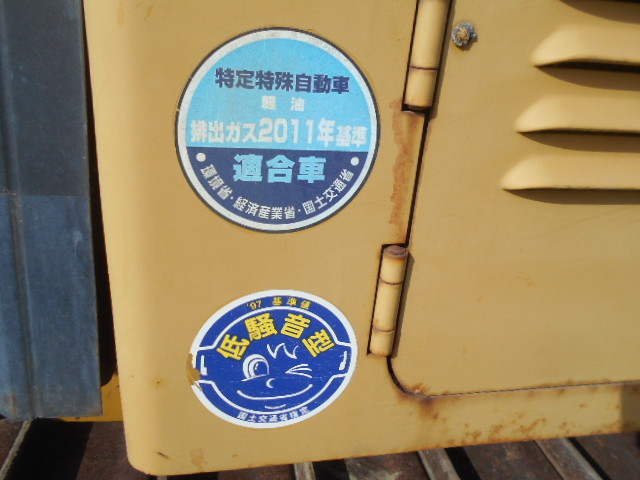 特定特殊自動車
軽油
排出ガス2011年基準
適合車
●環境省・経済産業省・国土交通省●
'97 基準値
低騒音型
国土交通省指定